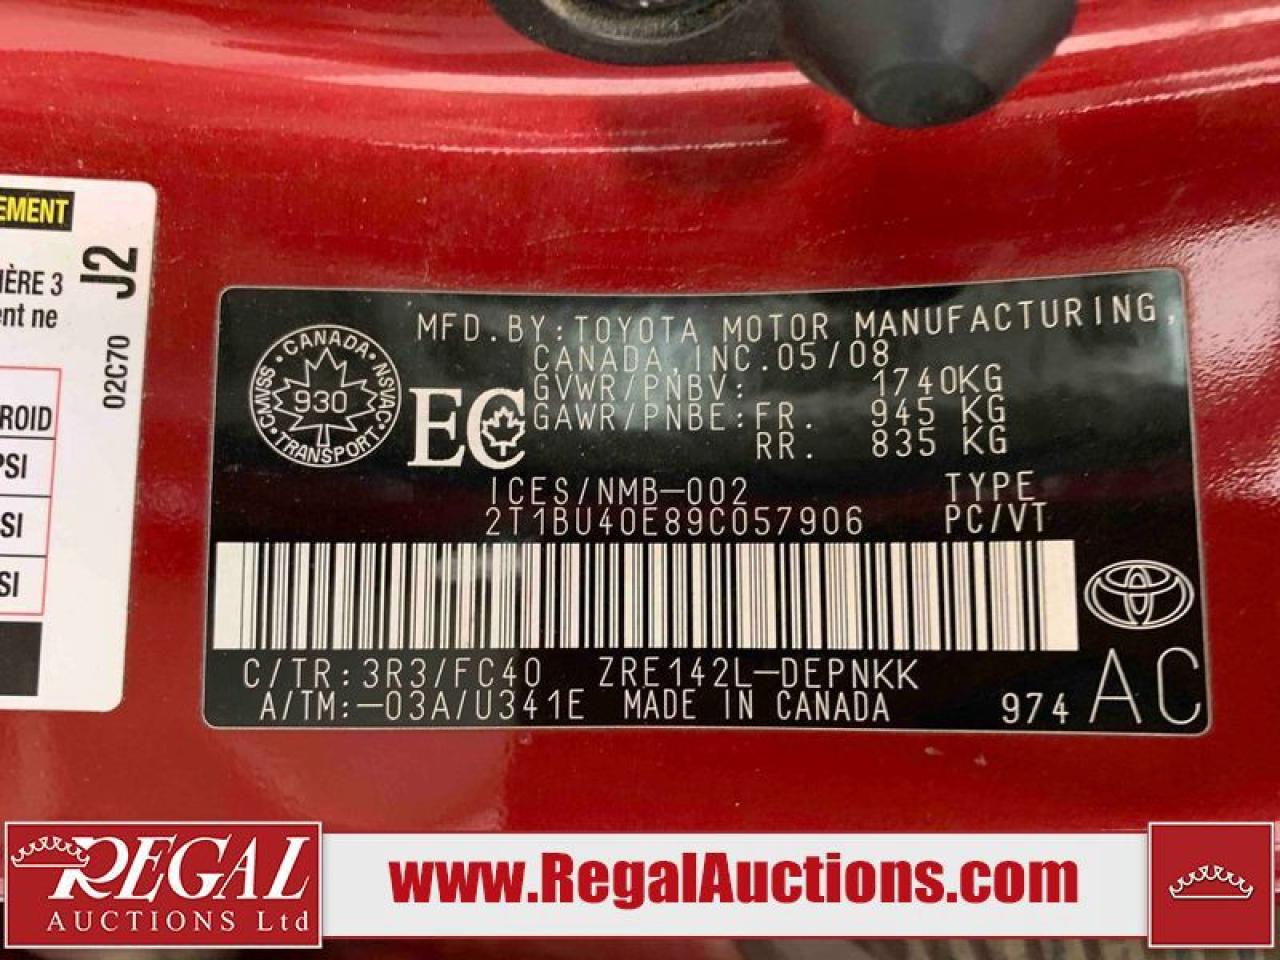 EMENT
IÈRE 3
ent ne
J2
02C70
ROID
PSI
SI
SI
MFD. BY: TOYOTA MOTOR MANUFACTURING,
CANADA, INC. 05/08
GVWR/PNBV: 1740KG
GAWR/PNBE: FR. 945 KG
RR. 835 KG
CANADA
NSVAC
TRANSPORT
CMVSS
930
EC
ICES/NMB-002
TYPE
2T1BU40E89C057906
PC/VT
C/TR: 3R3/FC40 ZRE142L-DEPNKK
A/TM:-03A/U341E MADE IN CANADA
974 AC
REGAL
AUCTIONS Ltd
www.RegalAuctions.com